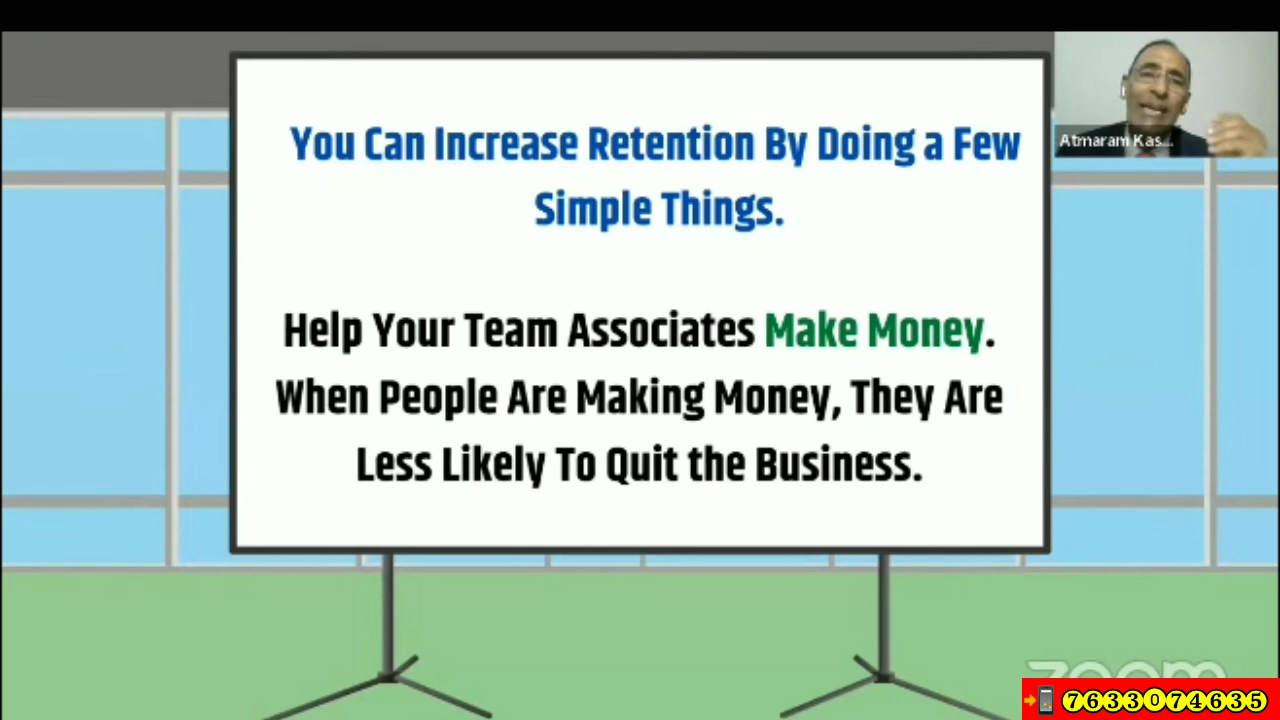 You Can Increase Retention By Doing a Few
Simple Things.
Help Your Team Associates Make Money.
When People Are Making Money, They Are
Less Likely To Quit the Business.
Atmaram Kas...
zoom
7633074635